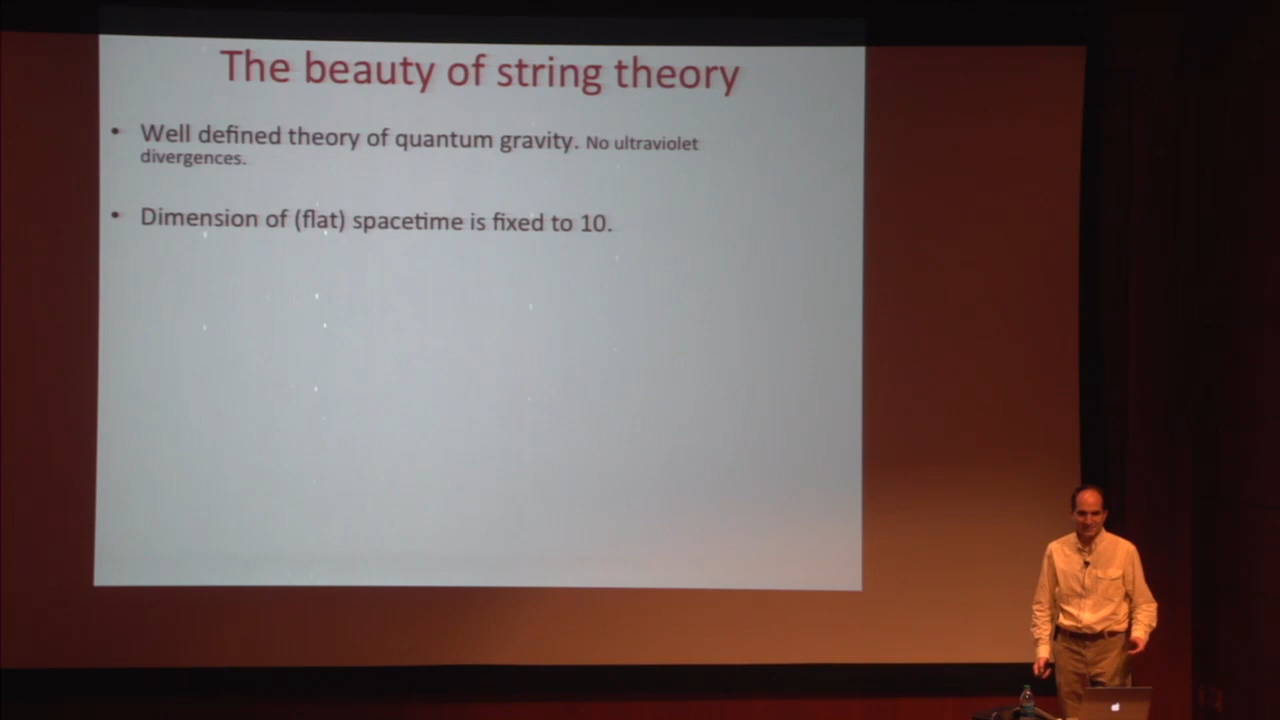 The beauty of string theory
• Well defined theory of quantum gravity. No ultraviolet
divergences.
• Dimension of (flat) spacetime is fixed to 10.